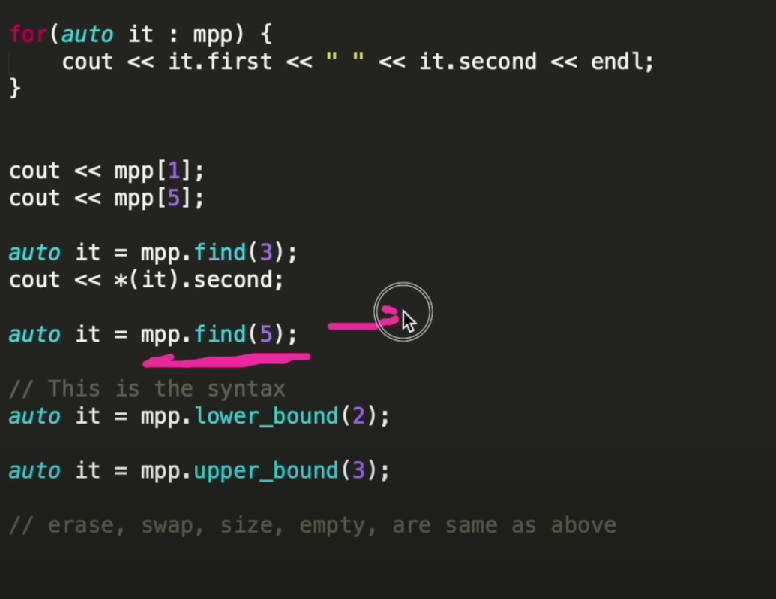 for(auto it : mpp) {
    cout << it.first << " " << it.second << endl;
}
cout << mpp[1];
cout << mpp[5];
auto it = mpp.find(3);
cout << *(it).second;
auto it = mpp.find(5);
// This is the syntax
auto it = mpp.lower_bound(2);
auto it = mpp.upper_bound(3);
// erase, swap, size, empty, are same as above